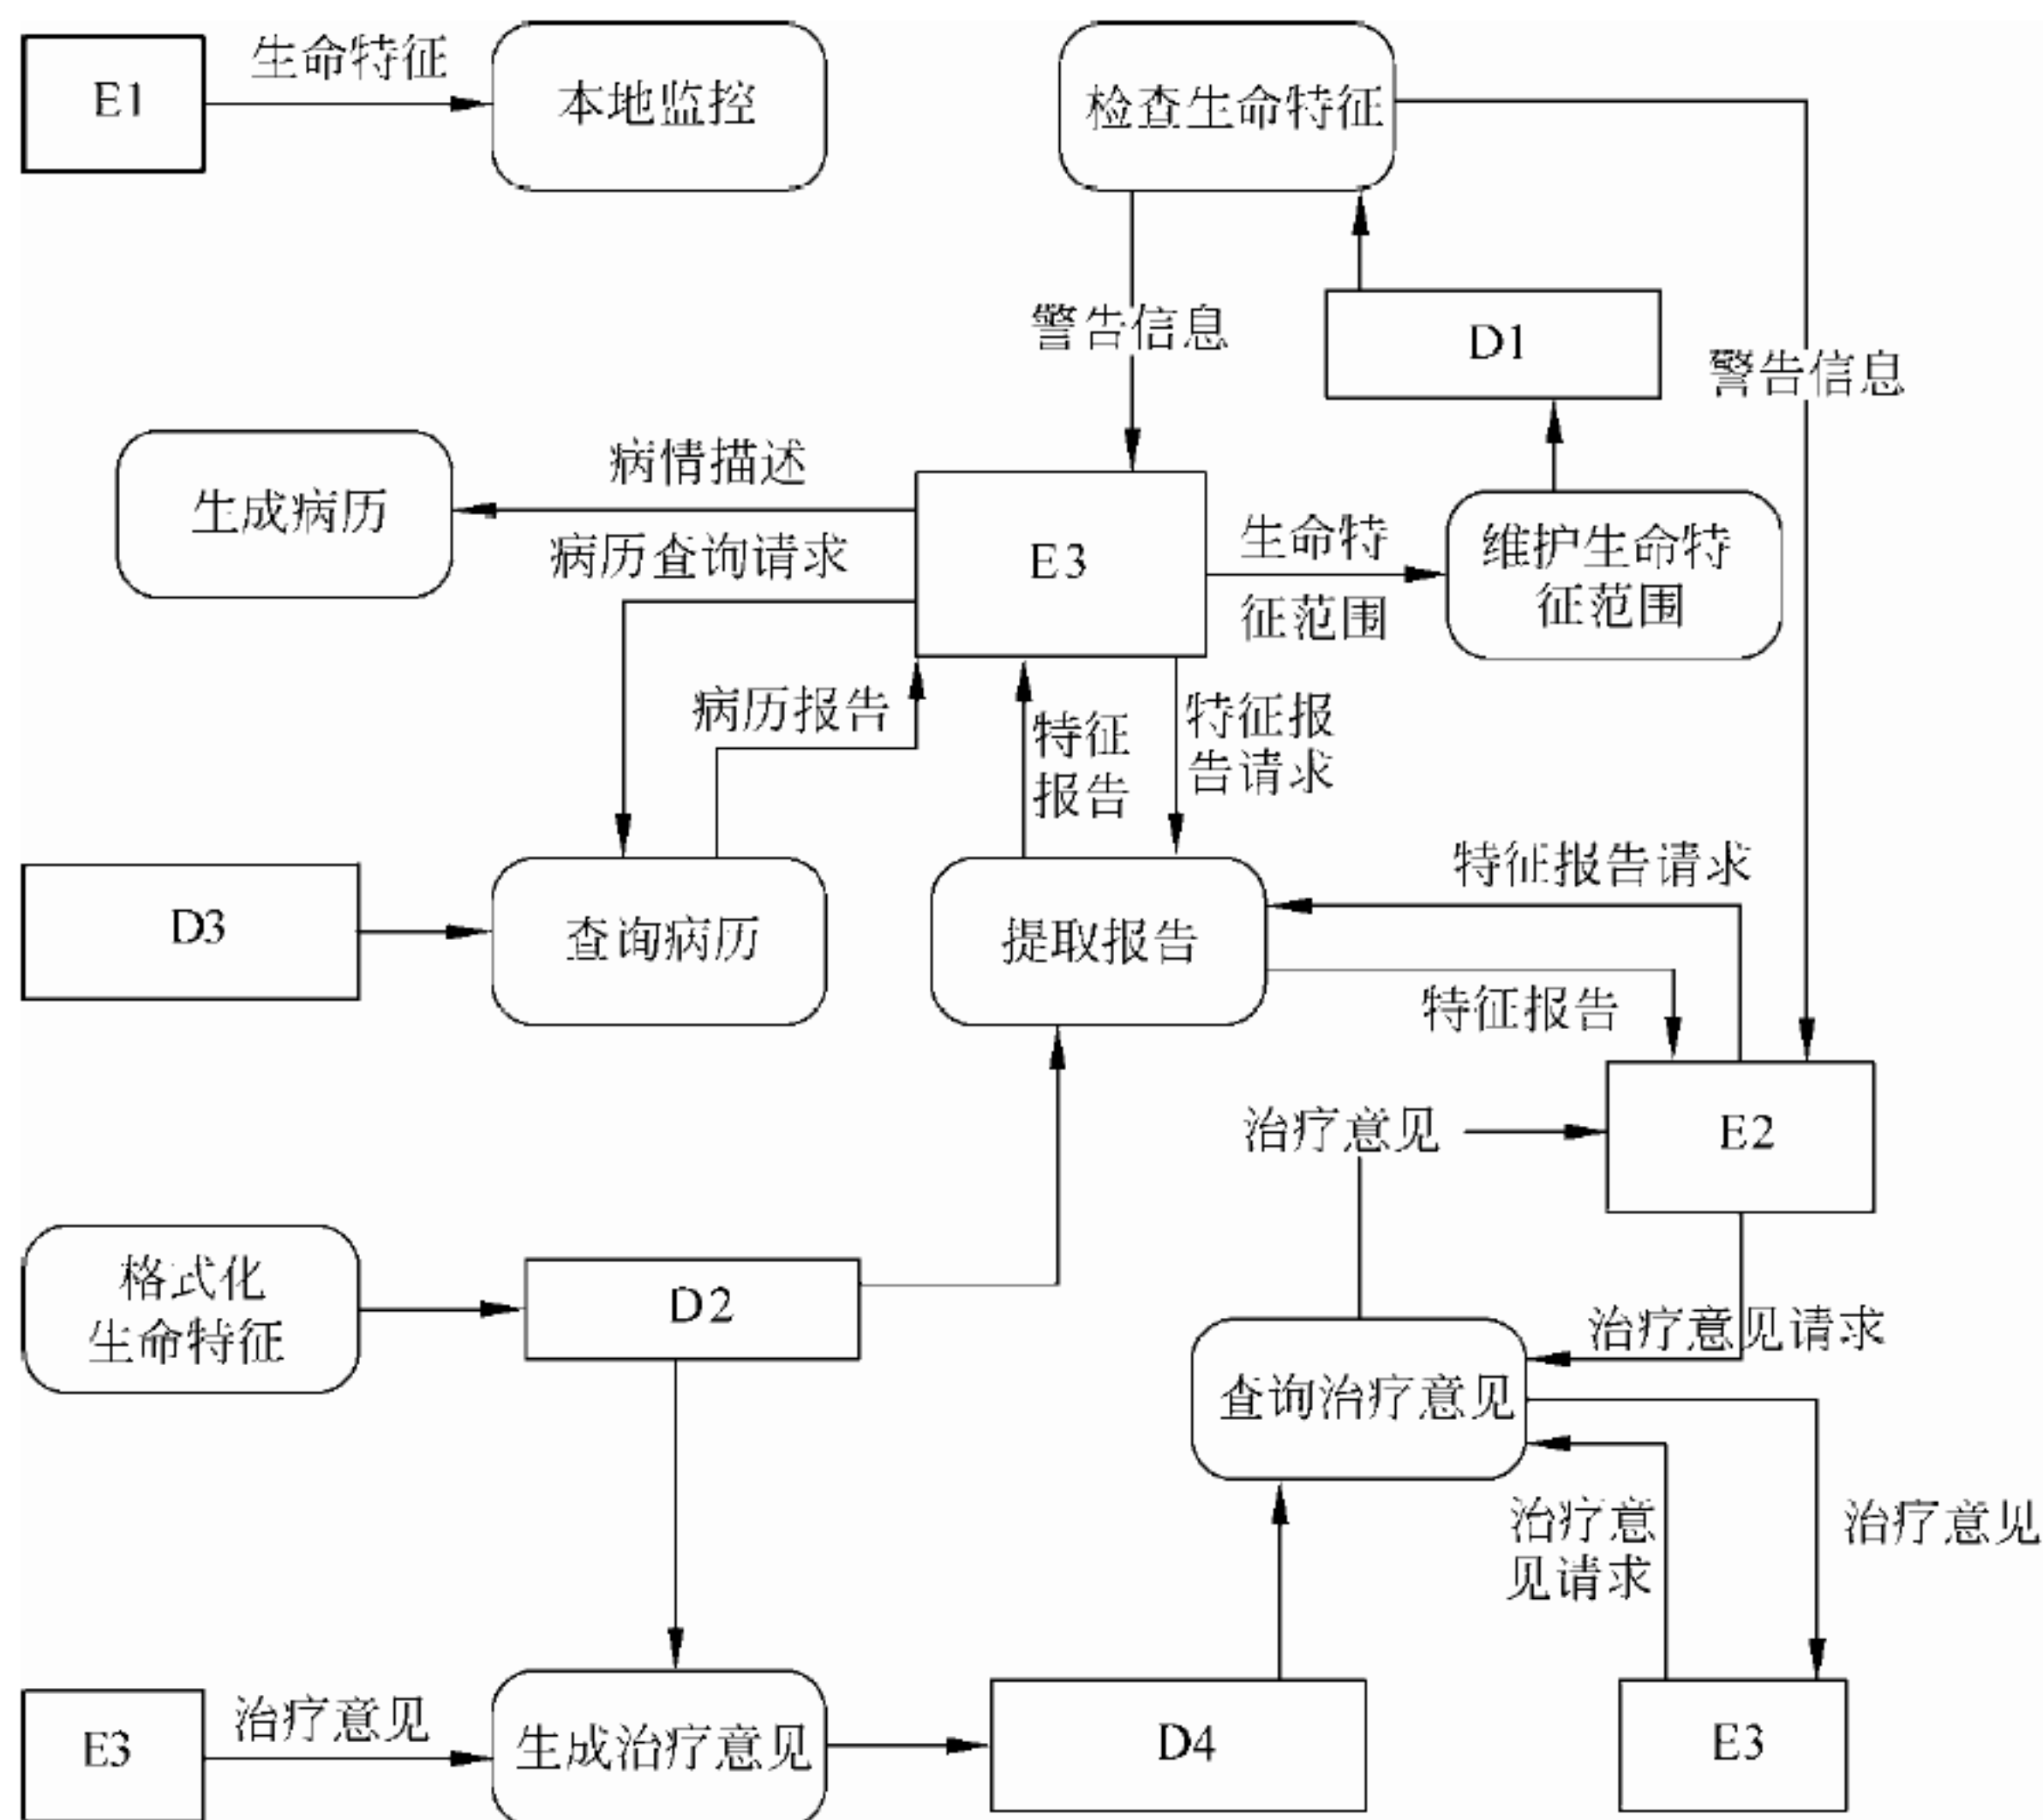 E1
生命特征
本地监控
检查生命特征
警告信息
D1
警告信息
生成病历
病情描述
病历查询请求
E3
生命特
征范围
维护生命特
征范围
病历报告
特征
报告
特征报
告请求
D3
查询病历
提取报告
特征报告请求
特征报告
治疗意见
E2
格式化
生命特征
D2
治疗意见请求
查询治疗意见
治疗意
见请求
治疗意见
E3
治疗意见
生成治疗意见
D4
E3